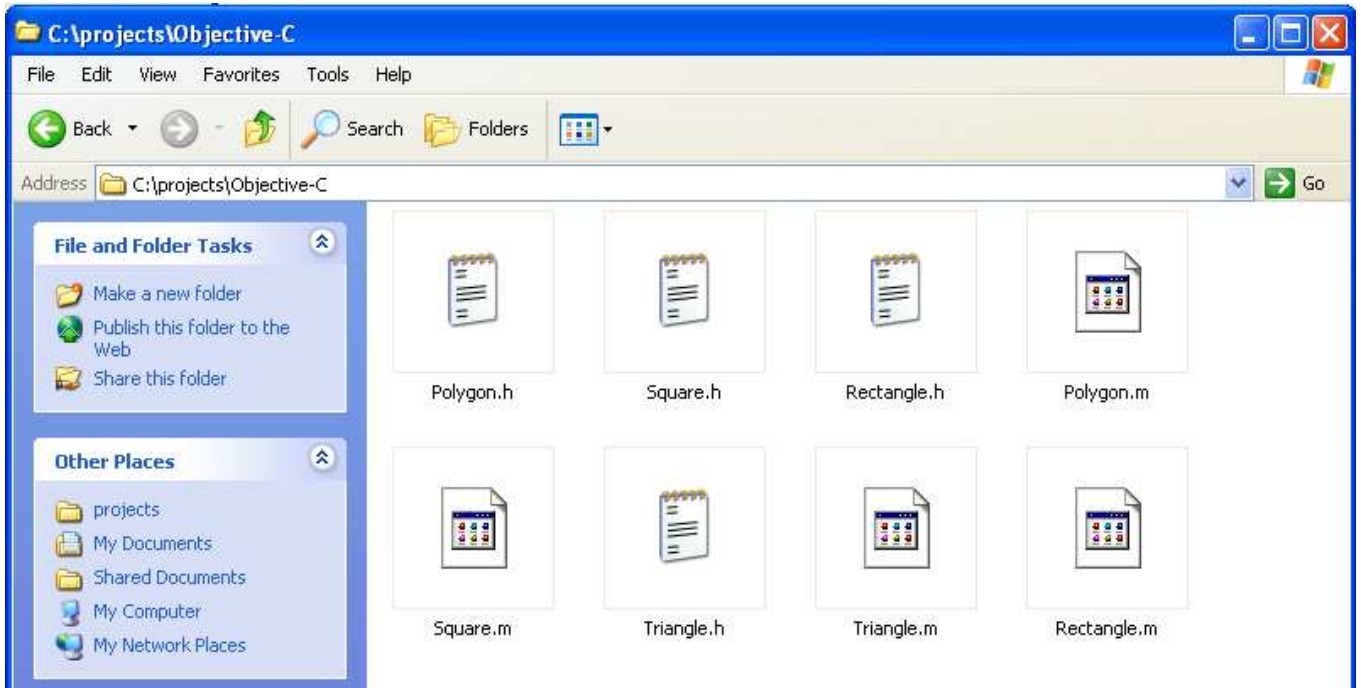 C:\projects\Objective-C
File Edit View Favorites Tools Help
Back Search Folders
Address C:\projects\Objective-C Go
File and Folder Tasks
Make a new folder
Publish this folder to the
Web
Share this folder
Other Places
projects
My Documents
Shared Documents
My Computer
My Network Places
Polygon.h Square.h Rectangle.h Polygon.m
Square.m Triangle.h Triangle.m Rectangle.m